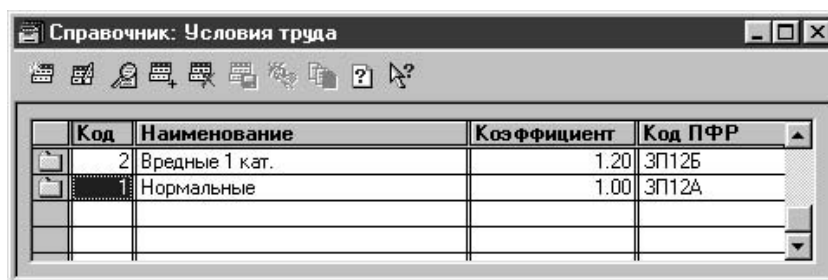 Справочник: Условия труда
Код Наименование Коэффициент Код ПФР
2 Вредные 1 кат. 1.20 ЗП12Б
1 Нормальные 1.00 ЗП12А